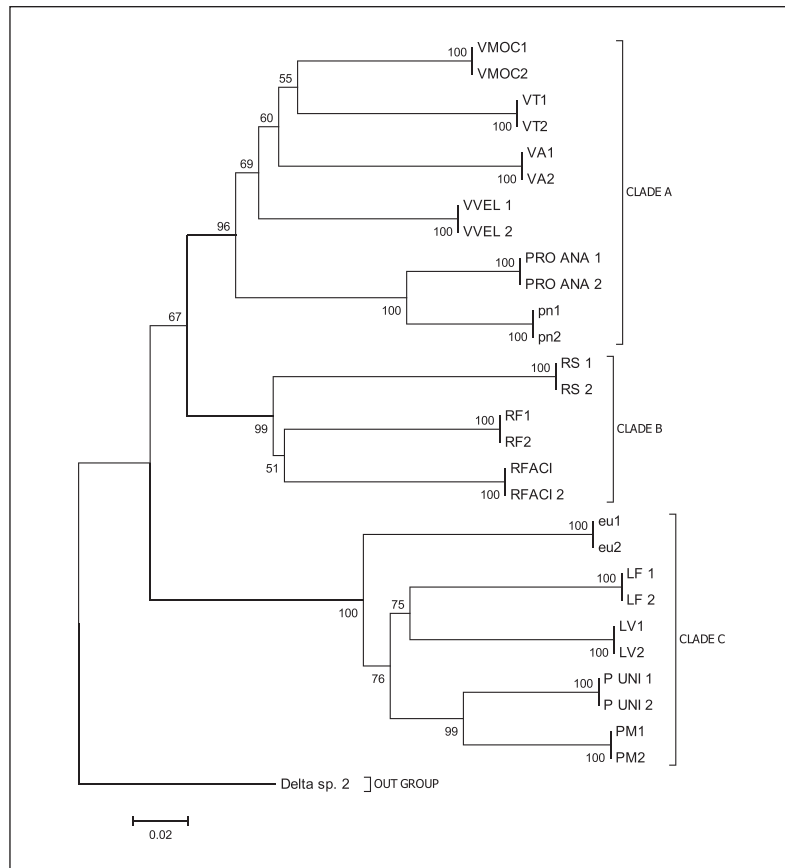 VMOC1
100
VMOC2
55
VT1
100
VT2
60
VA1
100
VA2
CLADE A
69
VVEL 1
100
VVEL 2
96
PRO ANA 1
100
PRO ANA 2
100
pn1
100
pn2
67
RS 1
100
RS 2
99
RF1
100
RF2
CLADE B
51
RFACI
100
RFACI 2
eu1
100
eu2
100
LF 1
100
LF 2
75
LV1
100
LV2
CLADE C
76
P UNI 1
100
P UNI 2
99
PM1
100
PM2
Delta sp. 2 OUT GROUP
0.02